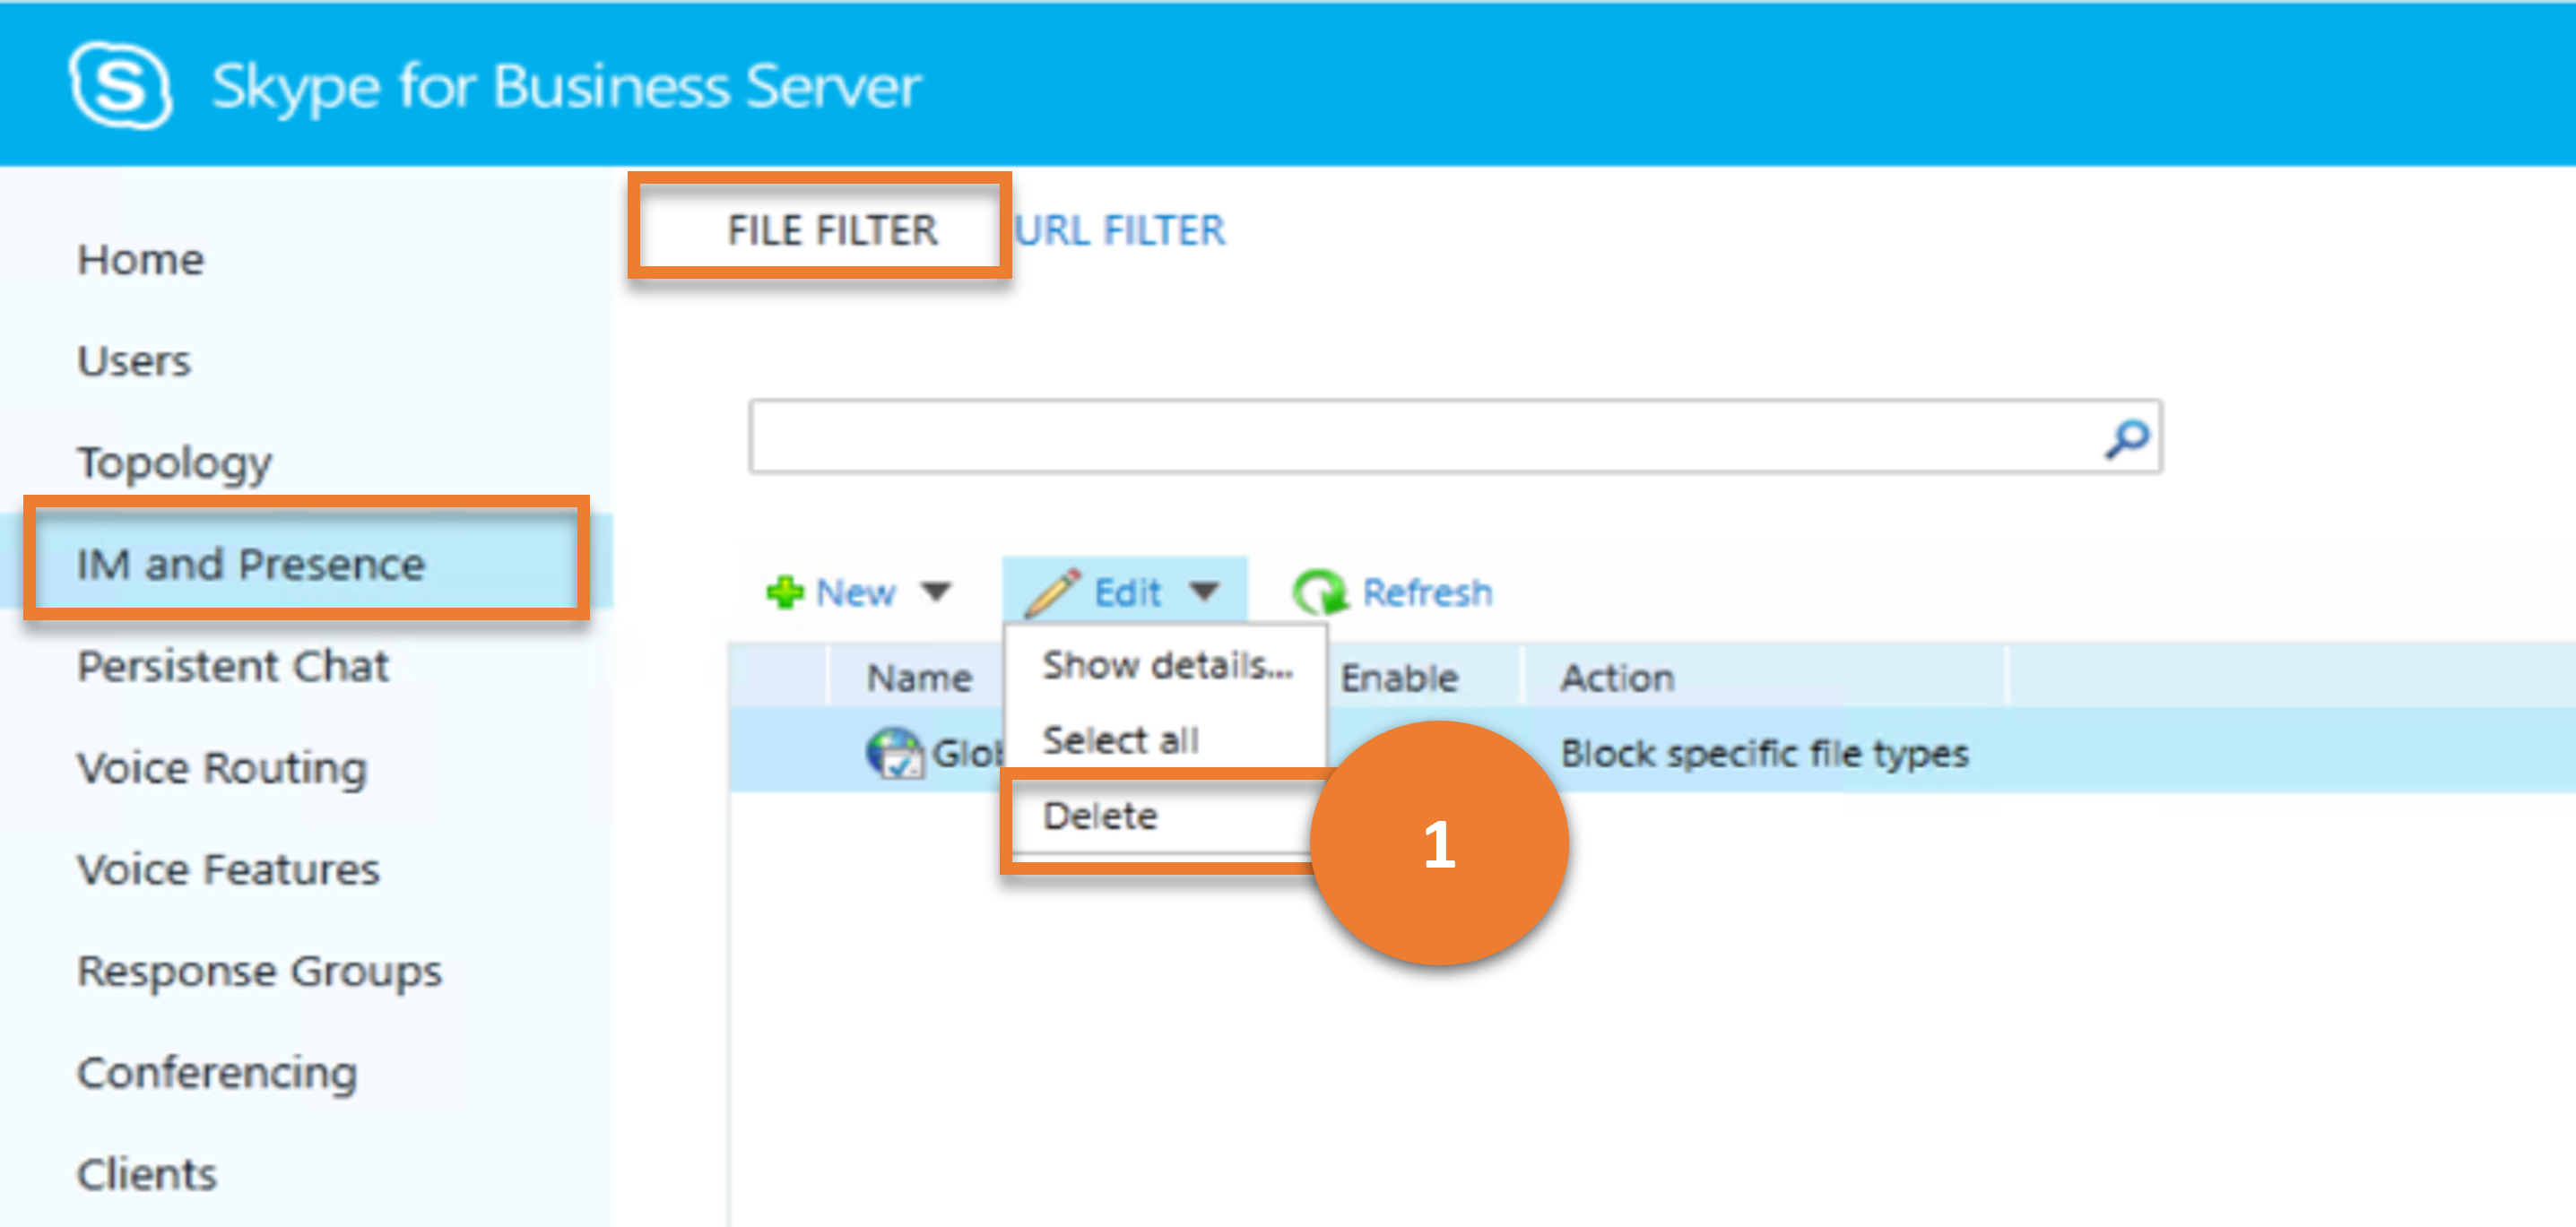 Skype for Business Server
Home
Users
Topology
IM and Presence
Persistent Chat
Voice Routing
Voice Features
Response Groups
Conferencing
Clients
FILE FILTER URL FILTER
New Edit Refresh
Name Enable Action
Block specific file types
Show details...
Select all
Delete
1